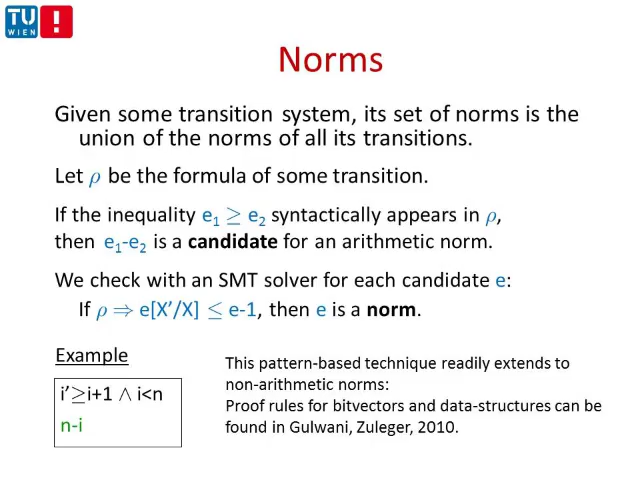 TU
WIEN
Norms
Given some transition system, its set of norms is the
union of the norms of all its transitions.
Let ρ be the formula of some transition.
If the inequality e₁ ≥ e₂ syntactically appears in ρ,
then e₁-e₂ is a candidate for an arithmetic norm.
We check with an SMT solver for each candidate e:
If ρ ⇒ e[X’/X] ≤ e-1, then e is a norm.
Example
i’≥i+1 ∧ i<n
n-i
This pattern-based technique readily extends to
non-arithmetic norms:
Proof rules for bitvectors and data-structures can be
found in Gulwani, Zuleger, 2010.